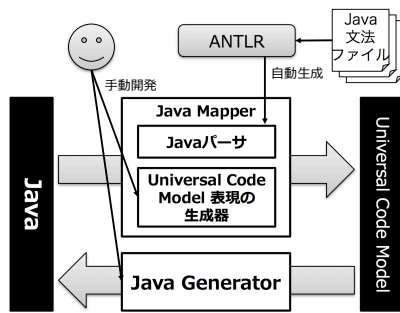 ANTLR
Java
文法
ファイル
手動開発
自動生成
Java Mapper
Javaパーサ
Universal Code
Model 表現の
生成器
Java
Universal Code Model
Java Generator